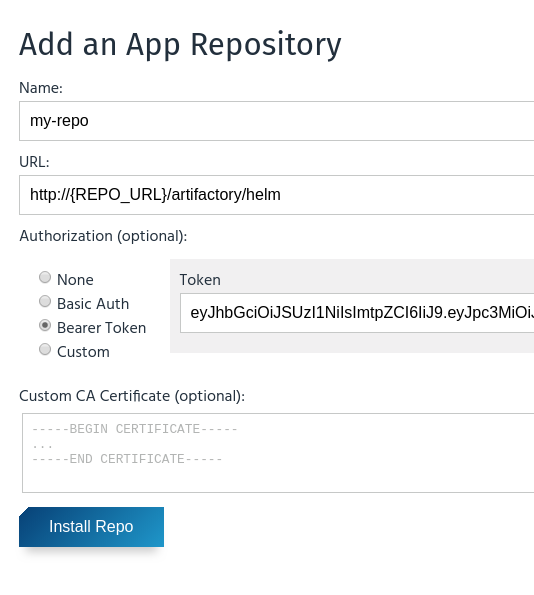 Add an App Repository
Name:
my-repo
URL:
http://{REPO_URL}/artifactory/helm
Authorization (optional):
None
Basic Auth
Bearer Token
Custom
Token
eyJhbGciOiJSUzI1NiIsImtpZCI6IiJ9.eyJpc3MiOiJ
Custom CA Certificate (optional):
-----BEGIN CERTIFICATE-----
...
-----END CERTIFICATE-----
Install Repo